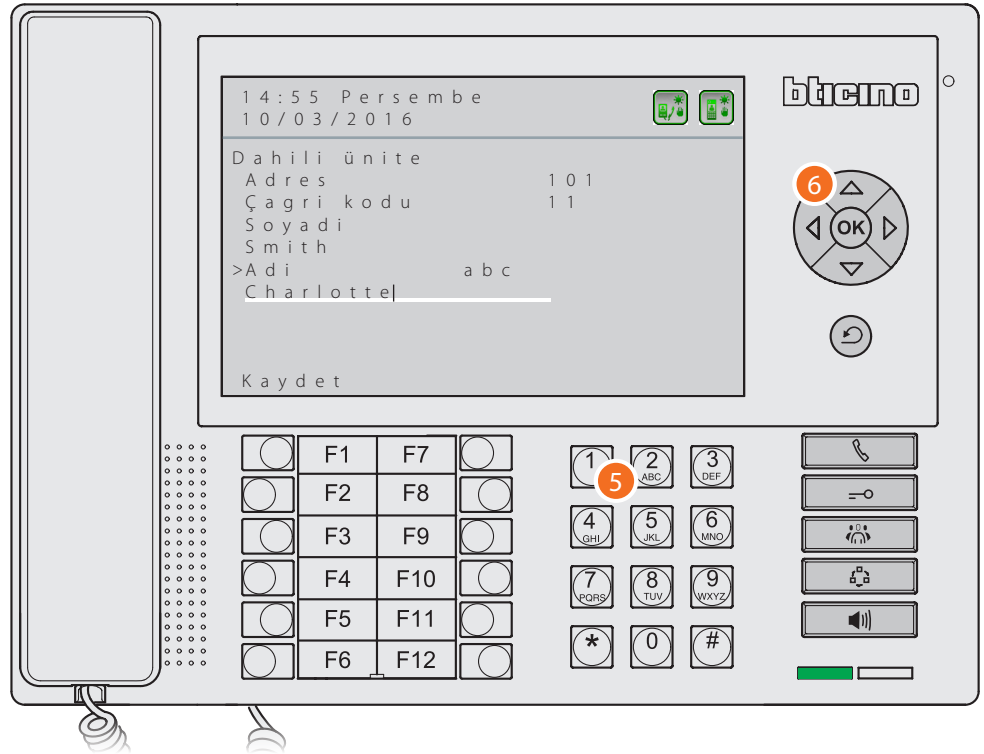 14:55 Persembe
10/03/2016
bticino
Dahili ünite
Adres 101
Çagri kodu 11
Soyadi
Smith
>Adi abc
Charlotte
Kaydet
6
OK
F1 F7
F2 F8
F3 F9
F4 F10
F5 F11
F6 F12
1 2 ABC 3 DEF
5
4 GHI 5 JKL 6 MNO
7 PQRS 8 TUV 9 WXYZ
* 0 #